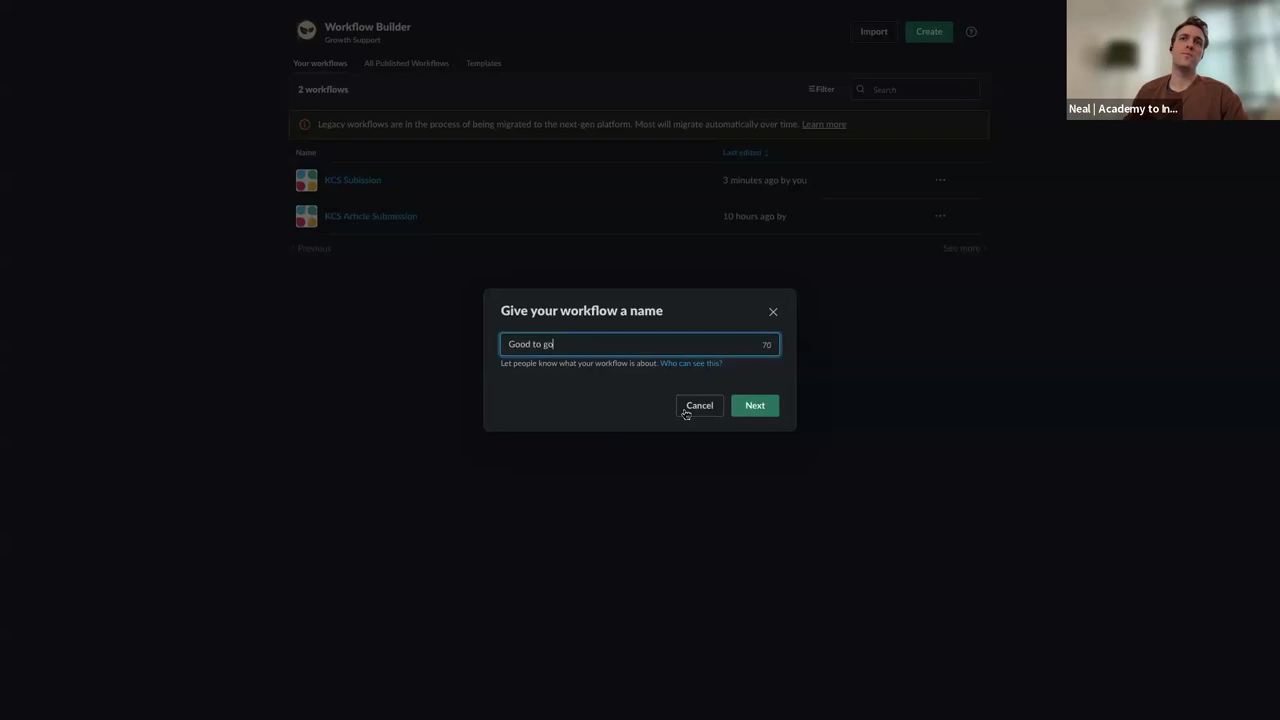 Workflow Builder
Growth Support
Import
Create
Your workflows
All Published Workflows
Templates
2 workflows
Filter
Search
Legacy workflows are in the process of being migrated to the next-gen platform. Most will migrate automatically over time. Learn more
Name
Last edited
KCS Subission
3 minutes ago by you
KCS Article Submission
10 hours ago by
Previous
See more
Give your workflow a name
Good to go
70
Let people know what your workflow is about. Who can see this?
Cancel
Next
Neal | Academy to In...